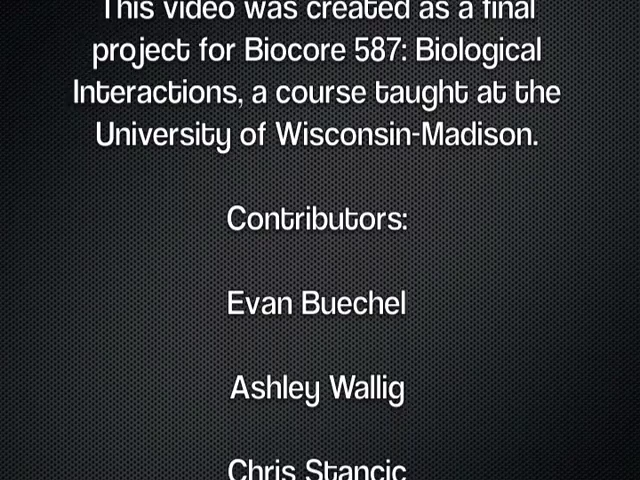 This video was created as a final
project for Biocore 587: Biological
Interactions, a course taught at the
University of Wisconsin-Madison.
Contributors:
Evan Buechel
Ashley Wallig
Chris Stancic